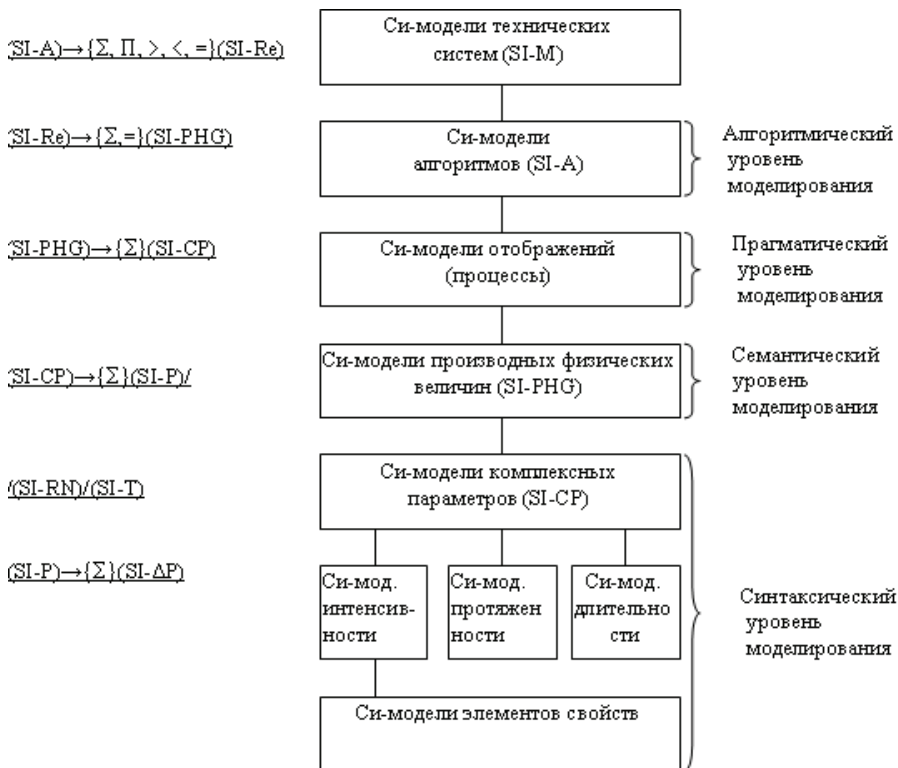 Си-модели технических
систем (SI-M)
(SI-A)→{Σ, Π, >, <, =}(SI-Re)
(SI-Re)→{Σ,=}(SI-PHG)
Си-модели
алгоритмов (SI-A)
Алгоритмический
уровень
моделирования
(SI-PHG)→{Σ}(SI-CP)
Си-модели отображений
(процессы)
Прагматический
уровень
моделирования
(SI-CP)→{Σ}(SI-P)/
Си-модели производных физических
величин (SI-PHG)
Семантический
уровень
моделирования
/(SI-RN)/(SI-T)
Си-модели комплексных
параметров (SI-CP)
(SI-P)→{Σ}(SI-ΔP)
Си-мод.
интенсив-
ности
Си-мод.
протяжен
ности
Си-мод.
длительно
сти
Синтаксический
уровень
моделирования
Си-модели элементов свойств